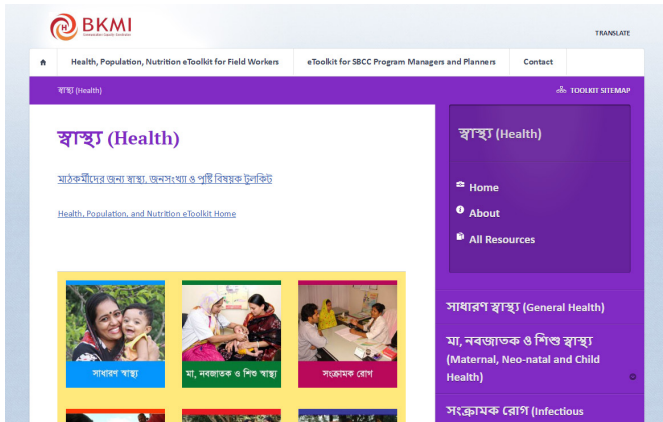 BKMI
TRANSLATE
Health, Population, Nutrition eToolkit for Field Workers
eToolkit for SBCC Program Managers and Planners
Contact
স্বাস্থ্য (Health)
TOOLKIT SITEMAP
স্বাস্থ্য (Health)
মাঠকর্মীদের জন্য স্বাস্থ্য, জনসংখ্যা ও পুষ্টি বিষয়ক টুলকিট
Health, Population, and Nutrition eToolkit Home
সাধারণ স্বাস্থ্য
মা, নবজাতক ও শিশু স্বাস্থ্য
সংক্রামক রোগ
স্বাস্থ্য (Health)
Home
About
All Resources
সাধারণ স্বাস্থ্য (General Health)
মা, নবজাতক ও শিশু স্বাস্থ্য
(Maternal, Neo-natal and Child
Health)
সংক্রামক রোগ (Infectious